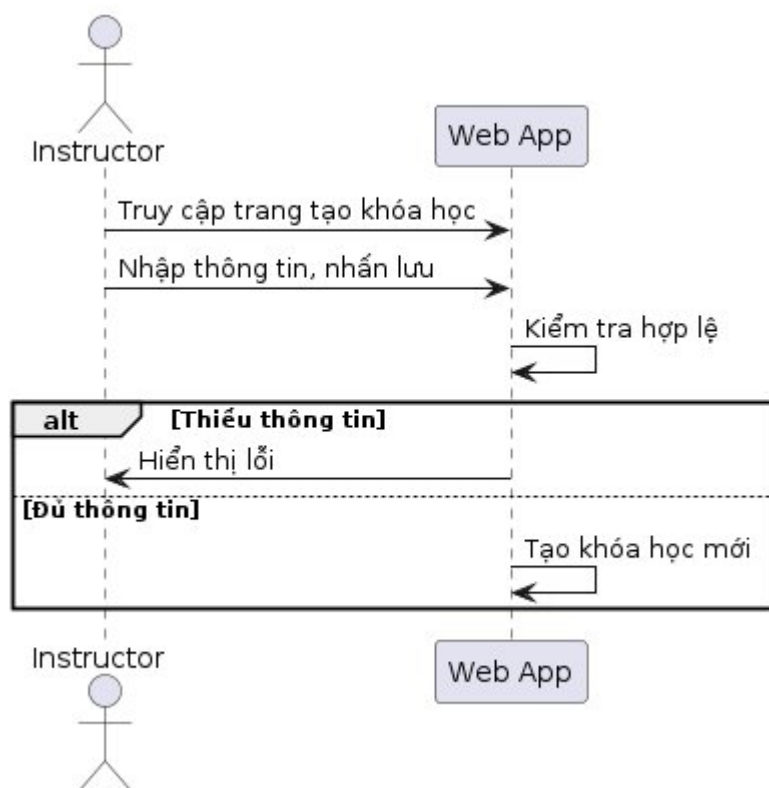 Instructor
Web App
Truy cập trang tạo khóa học
Nhập thông tin, nhấn lưu
Kiểm tra hợp lệ
alt [Thiếu thông tin]
Hiển thị lỗi
[Đủ thông tin]
Tạo khóa học mới
Instructor
Web App